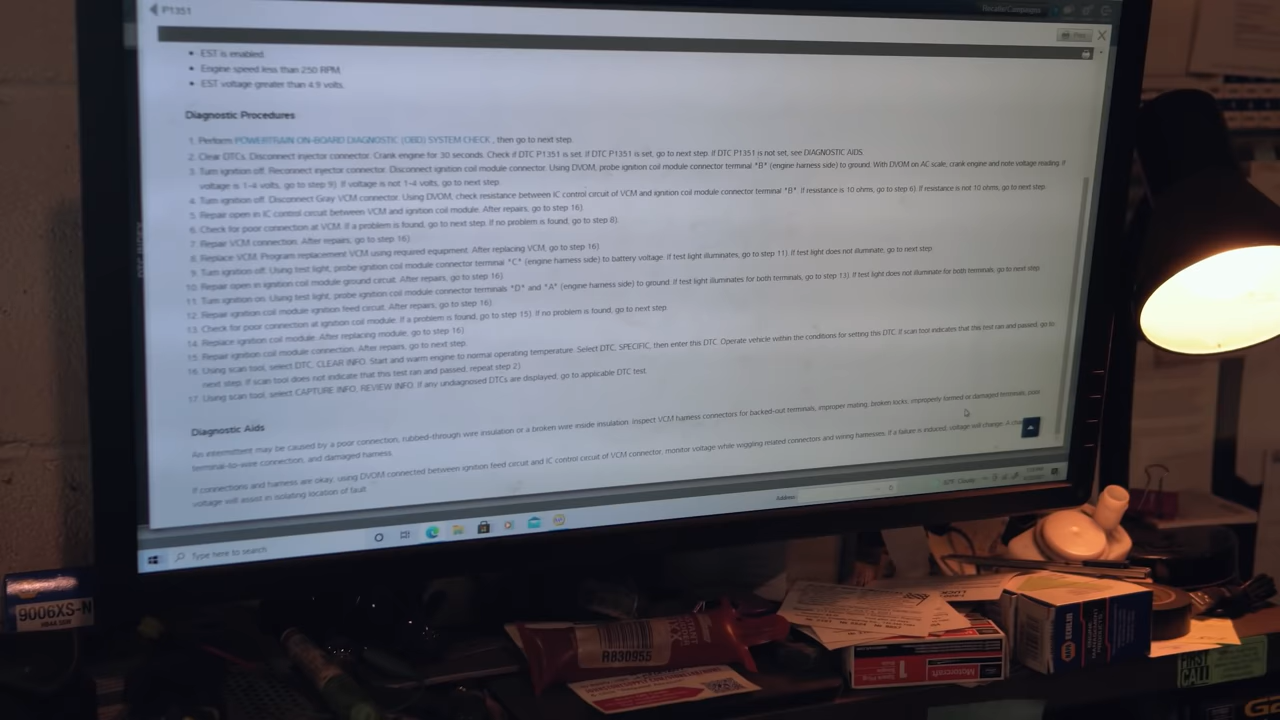 P1351
Recalls/Campaigns
Print
• EST is enabled.
• Engine speed less than 250 RPM.
• EST voltage greater than 4.9 volts.
Diagnostic Procedures
1. Perform POWERTRAIN ON-BOARD DIAGNOSTIC (OBD) SYSTEM CHECK , then go to next step.
2. Clear DTCs. Disconnect injector connector. Crank engine for 30 seconds. Check if DTC P1351 is set. If DTC P1351 is set, go to next step. If DTC P1351 is not set, see DIAGNOSTIC AIDS.
3. Turn ignition off. Reconnect injector connector. Disconnect ignition coil module connector. Using DVOM, probe ignition coil module connector terminal "B" (engine harness side) to ground. With DVOM on AC scale, crank engine and note voltage reading. If
voltage is 1-4 volts, go to step 9). If voltage is not 1-4 volts, go to next step.
4. Turn ignition off. Disconnect Gray VCM connector. Using DVOM, check resistance between IC control circuit of VCM and ignition coil module connector terminal "B". If resistance is 10 ohms, go to step 6). If resistance is not 10 ohms, go to next step.
5. Repair open in IC control circuit between VCM and ignition coil module. After repairs, go to step 16).
6. Check for poor connection at VCM. If a problem is found, go to next step. If no problem is found, go to step 8).
7. Repair VCM connection. After repairs, go to step 16).
8. Replace VCM. Program replacement VCM using required equipment. After replacing VCM, go to step 16).
9. Turn ignition off. Using test light, probe ignition coil module connector terminal "C" (engine harness side) to battery voltage. If test light illuminates, go to step 11). If test light does not illuminate, go to next step.
10. Repair open in ignition coil module ground circuit. After repairs, go to step 16).
11. Turn ignition on. Using test light, probe ignition coil module connector terminals "D" and "A" (engine harness side) to ground. If test light illuminates for both terminals, go to step 13). If test light does not illuminate for both terminals, go to next step.
12. Repair ignition coil module ignition feed circuit. After repairs, go to step 16).
13. Check for poor connection at ignition coil module. If a problem is found, go to step 15). If no problem is found, go to next step.
14. Replace ignition coil module. After replacing module, go to step 16).
15. Repair ignition coil module connection. After repairs, go to next step.
16. Using scan tool, select DTC, CLEAR INFO. Start and warm engine to normal operating temperature. Select DTC, SPECIFIC, then enter this DTC. Operate vehicle within the conditions for setting this DTC. If scan tool indicates that this test ran and passed, go to
next step. If scan tool does not indicate that this test ran and passed, repeat step 2).
17. Using scan tool, select CAPTURE INFO, REVIEW INFO. If any undiagnosed DTCs are displayed, go to applicable DTC test.
Diagnostic Aids
An intermittent may be caused by a poor connection, rubbed-through wire insulation or a broken wire inside insulation. Inspect VCM harness connectors for backed-out terminals, improper mating, broken locks, improperly formed or damaged terminals, poor
terminal-to-wire connection, and damaged harness.
If connections and harness are okay, using DVOM connected between ignition feed circuit and IC control circuit of VCM connector, monitor voltage while wiggling related connectors and wiring harnesses. If a failure is induced, voltage will change. A
voltage will assist in isolating location of fault.
Address
Cloudy
Type here to search
9006XS-N
R830955
LUCK
Motorcraft
NAPA
FIRST
CALL